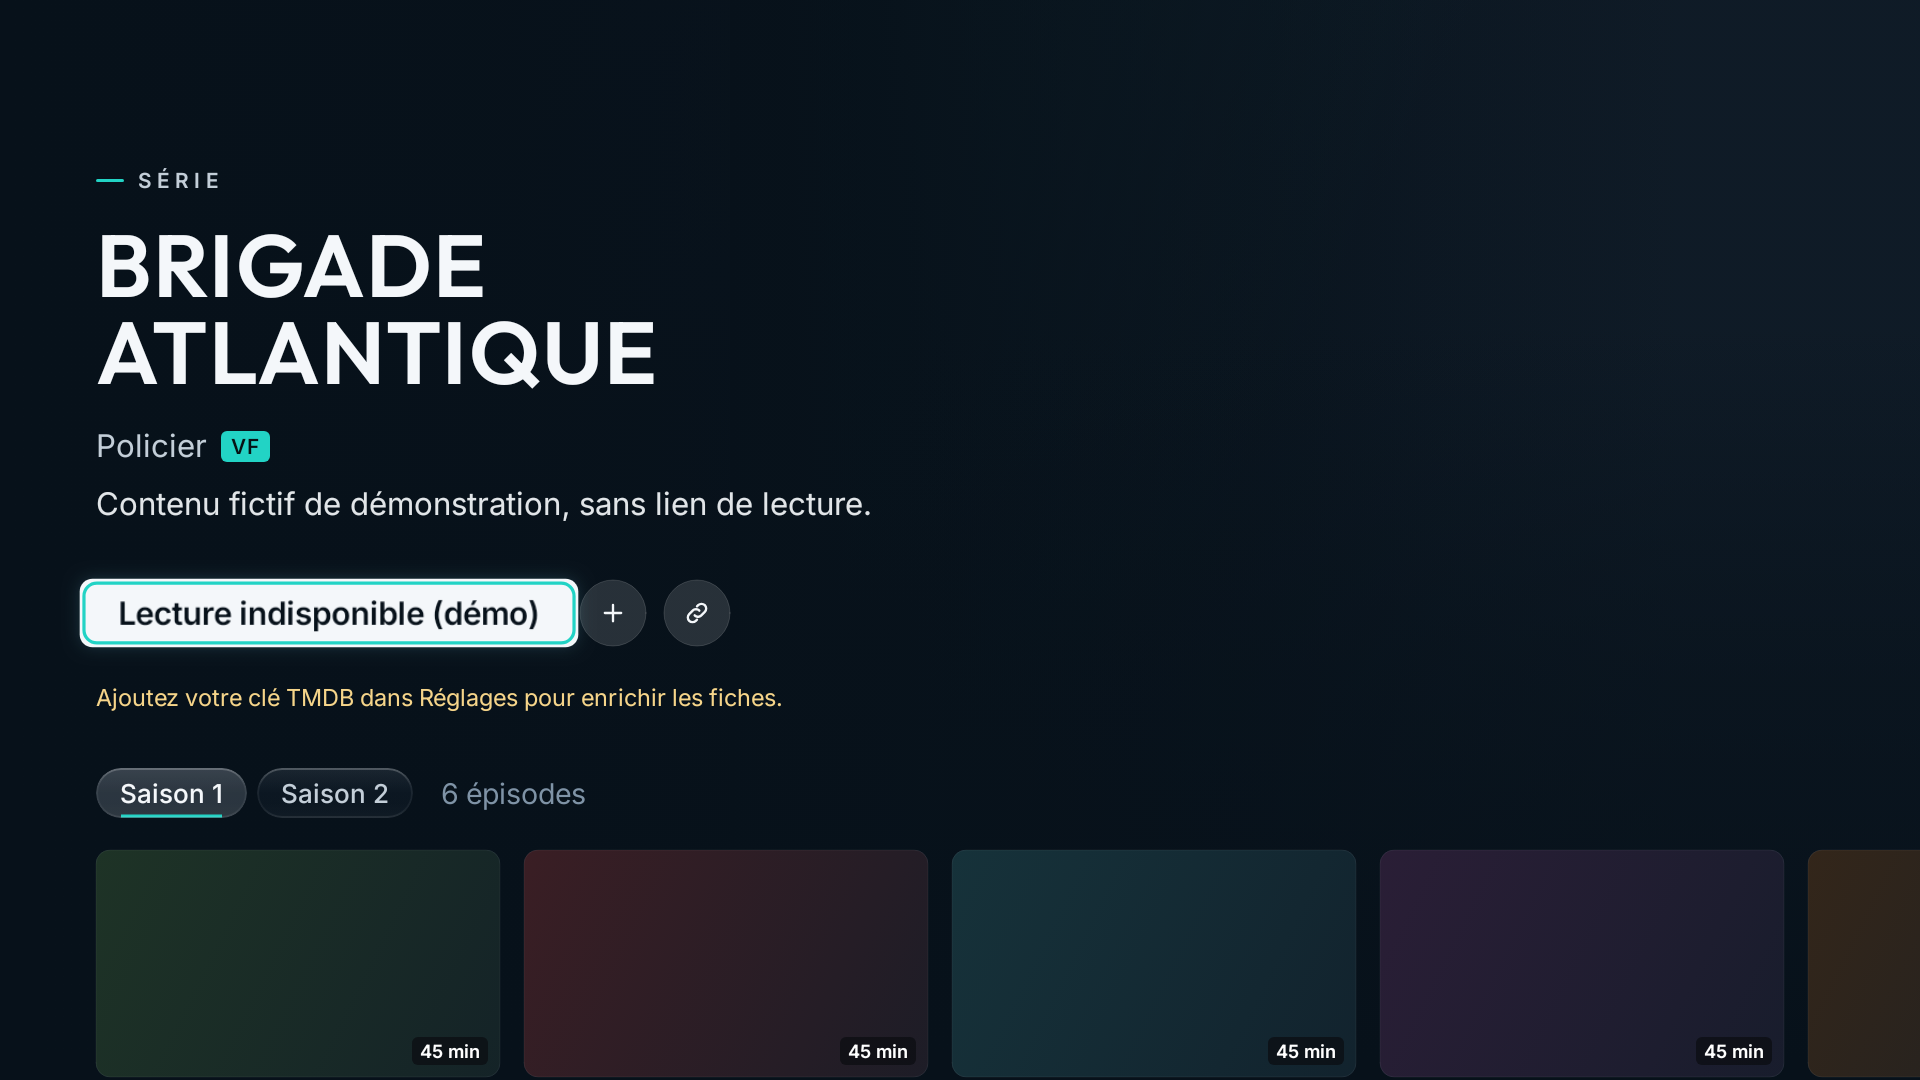 SÉRIE
BRIGADE
ATLANTIQUE
Policier VF
Contenu fictif de démonstration, sans lien de lecture.
Lecture indisponible (démo)
Ajoutez votre clé TMDB dans Réglages pour enrichir les fiches.
Saison 1 Saison 2 6 épisodes
45 min 45 min 45 min 45 min